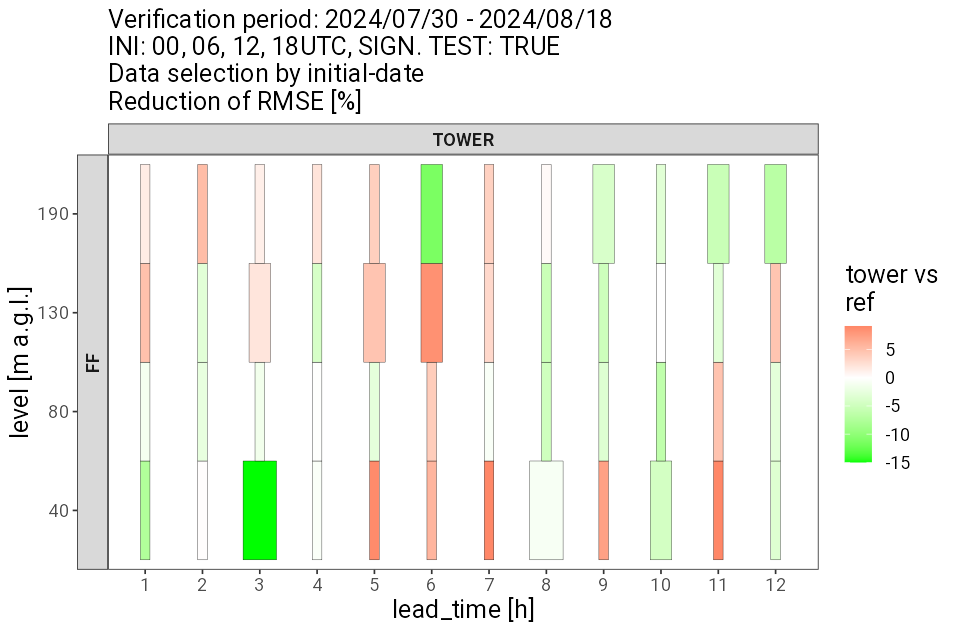 Verification period: 2024/07/30 - 2024/08/18
INI: 00, 06, 12, 18UTC, SIGN. TEST: TRUE
Data selection by initial-date
Reduction of RMSE [%]
TOWER
FF
level [m a.g.l.]
190
130
80
40
1 2 3 4 5 6 7 8 9 10 11 12
lead_time [h]
tower vs
ref
5
0
-5
-10
-15